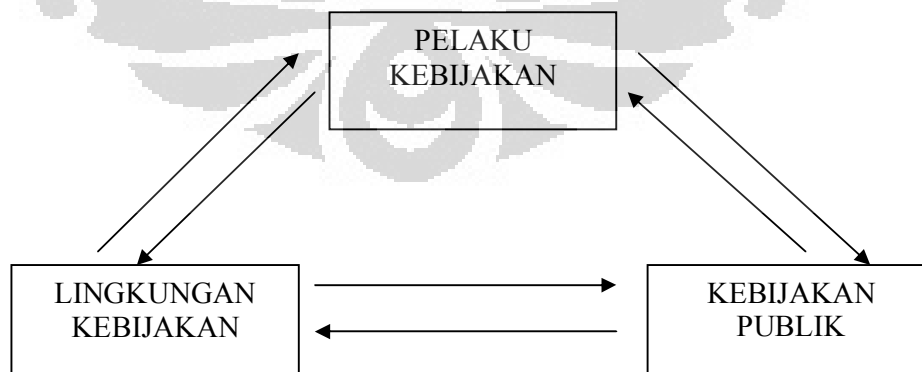 PELAKU
KEBIJAKAN
LINGKUNGAN
KEBIJAKAN
KEBIJAKAN
PUBLIK